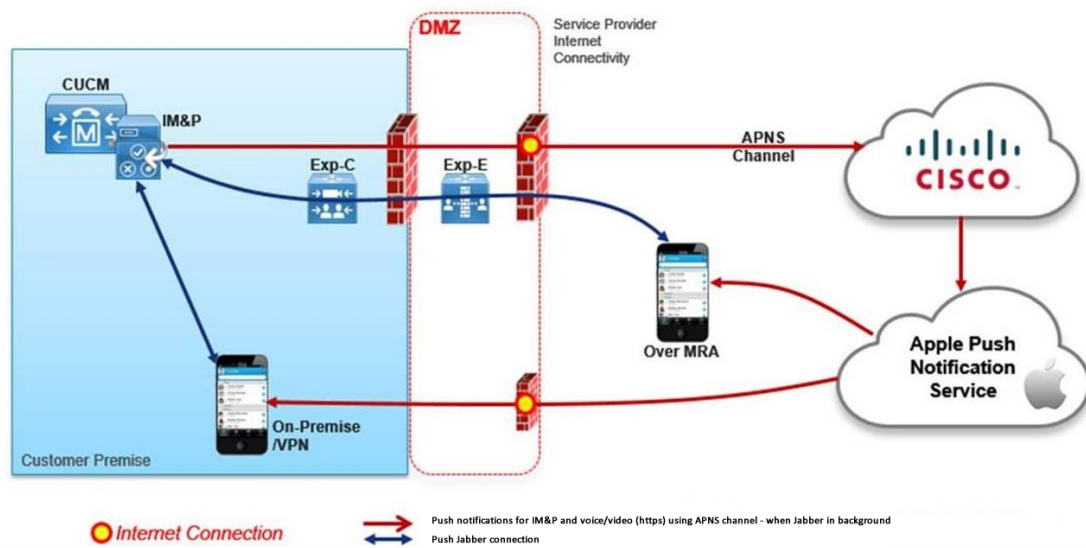 DMZ
Service Provider
Internet
Connectivity
CUCM
IM&P
M
Exp-C
Exp-E
APNS
Channel
CISCO
Over MRA
Apple Push
Notification
Service
On-Premise
/VPN
Customer Premise
Internet Connection
Push notifications for IM&P and voice/video (https) using APNS channel - when Jabber in background
Push Jabber connection